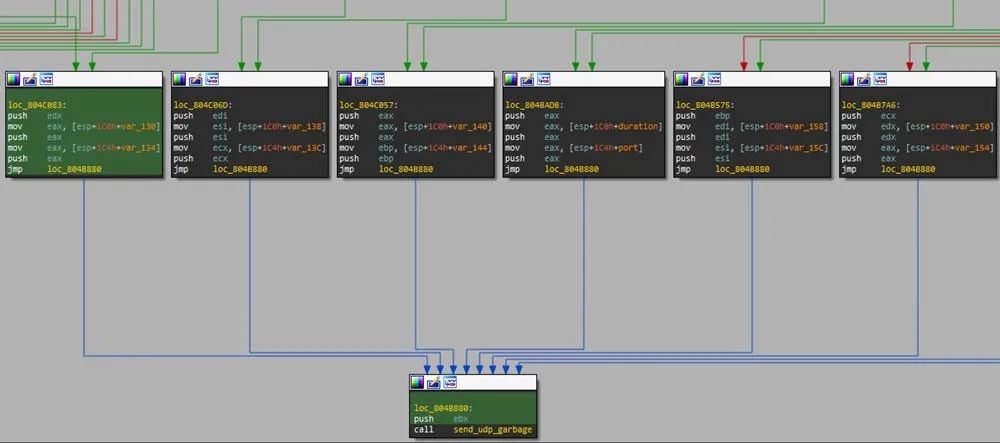 loc_804C083:
push edx
mov eax, [esp+1C0h+var_130]
push eax
mov eax, [esp+1C4h+var_134]
push eax
jmp loc_804B880
loc_804C06D:
push edi
mov esi, [esp+1C0h+var_138]
push esi
mov ecx, [esp+1C4h+var_13C]
push ecx
jmp loc_804B880
loc_804C057:
push eax
mov eax, [esp+1C0h+var_140]
push eax
mov ebp, [esp+1C4h+var_144]
push ebp
jmp loc_804B880
loc_804BADB:
push eax
mov eax, [esp+1C0h+duration]
push eax
mov eax, [esp+1C4h+port]
push eax
jmp loc_804B880
loc_804B575:
push ebp
mov edi, [esp+1C0h+var_158]
push edi
mov esi, [esp+1C4h+var_15C]
push esi
jmp loc_804B880
loc_804B7A6:
push ecx
mov edx, [esp+1C0h+var_150]
push edx
mov eax, [esp+1C4h+var_154]
push eax
jmp loc_804B880
loc_804B880:
push ebx
call send_udp_garbage